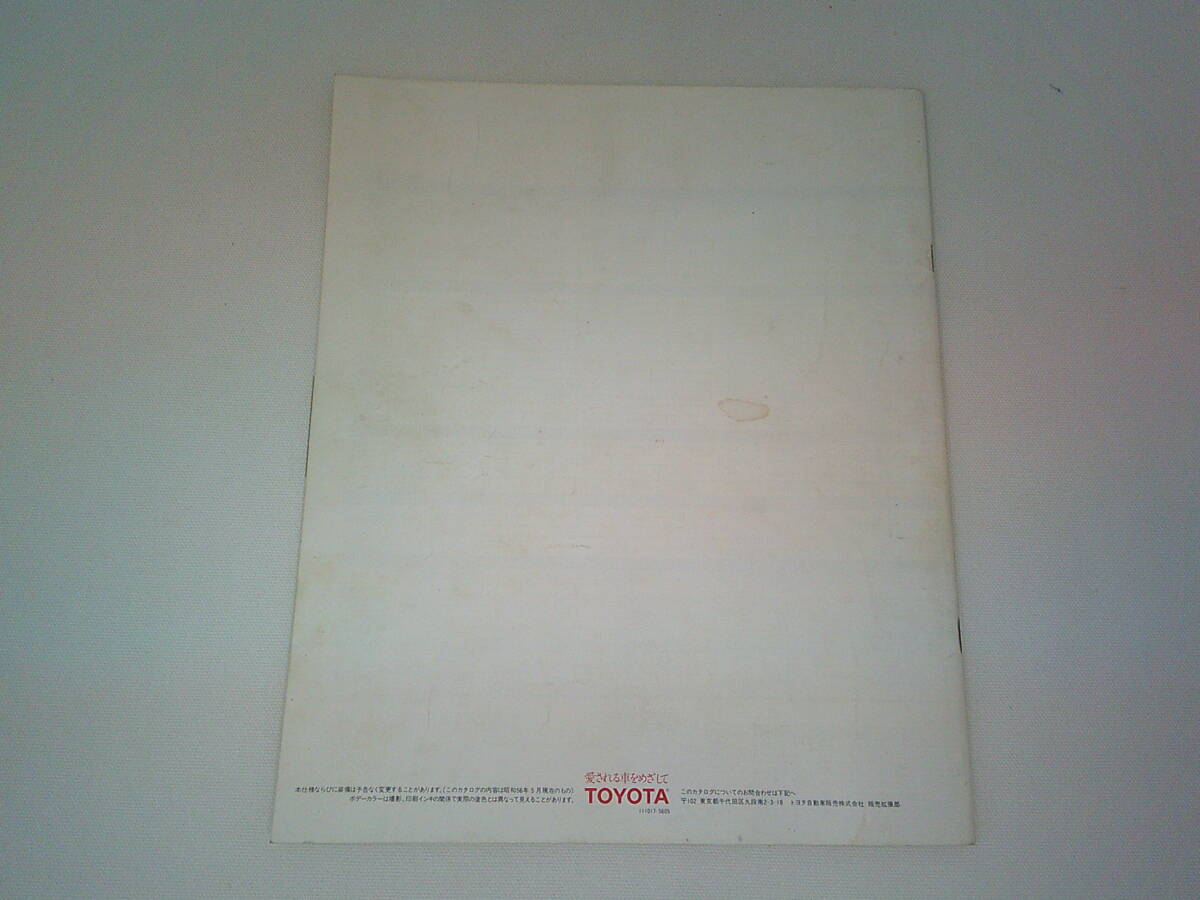 本仕様ならびに装備は予告なく変更することがあります。(このカタログの内容は昭和56年5月現在のもの)
ボデーカラーは撮影、印刷インキの関係で実際の塗色とは異なって見えることがあります。
愛される車をめざして
TOYOTA
111017-5605
このカタログについてのお問合わせは下記へ
〒102 東京都千代田区九段南2-3-18 トヨタ自動車販売株式会社 販売拡張部